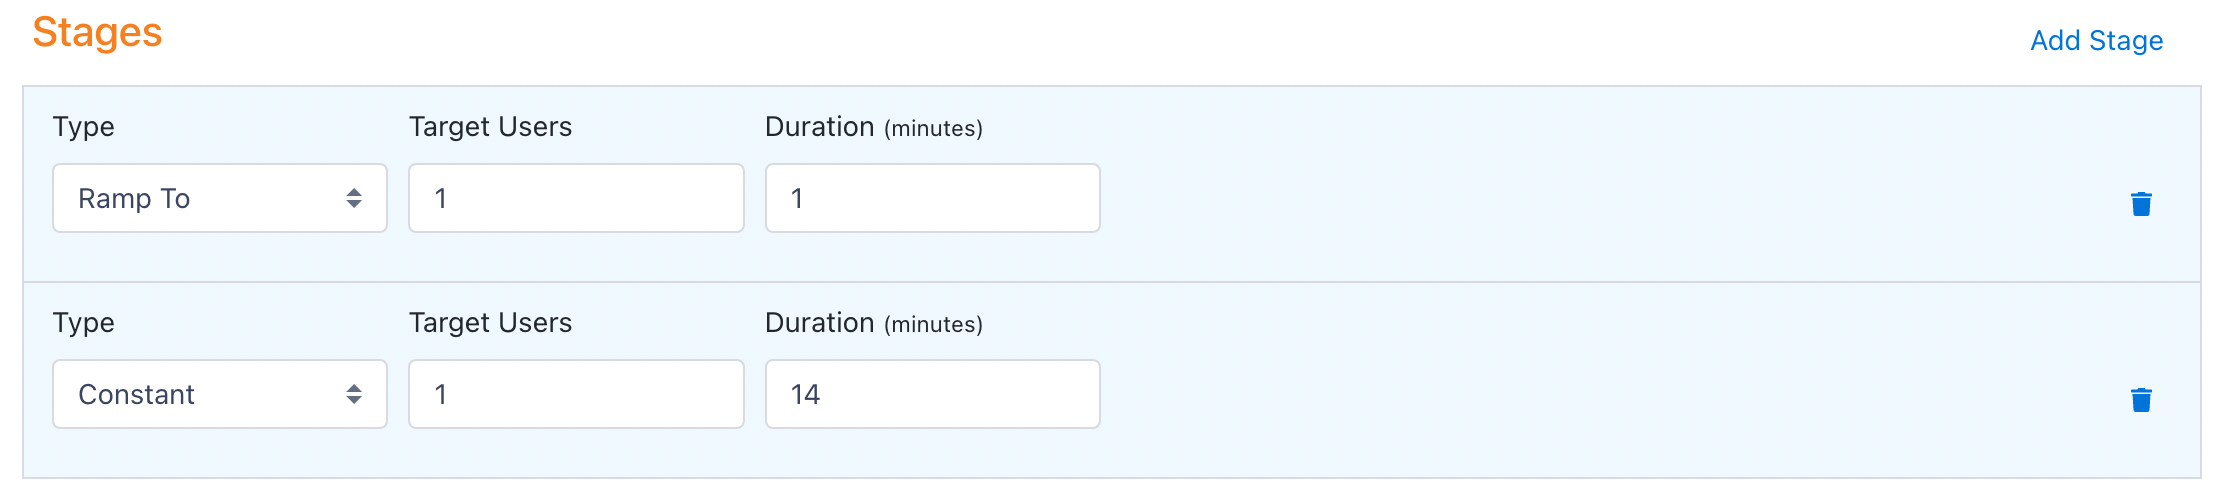 Stages
Add Stage
Type Target Users Duration (minutes)
Ramp To 1 1
Type Target Users Duration (minutes)
Constant 1 14